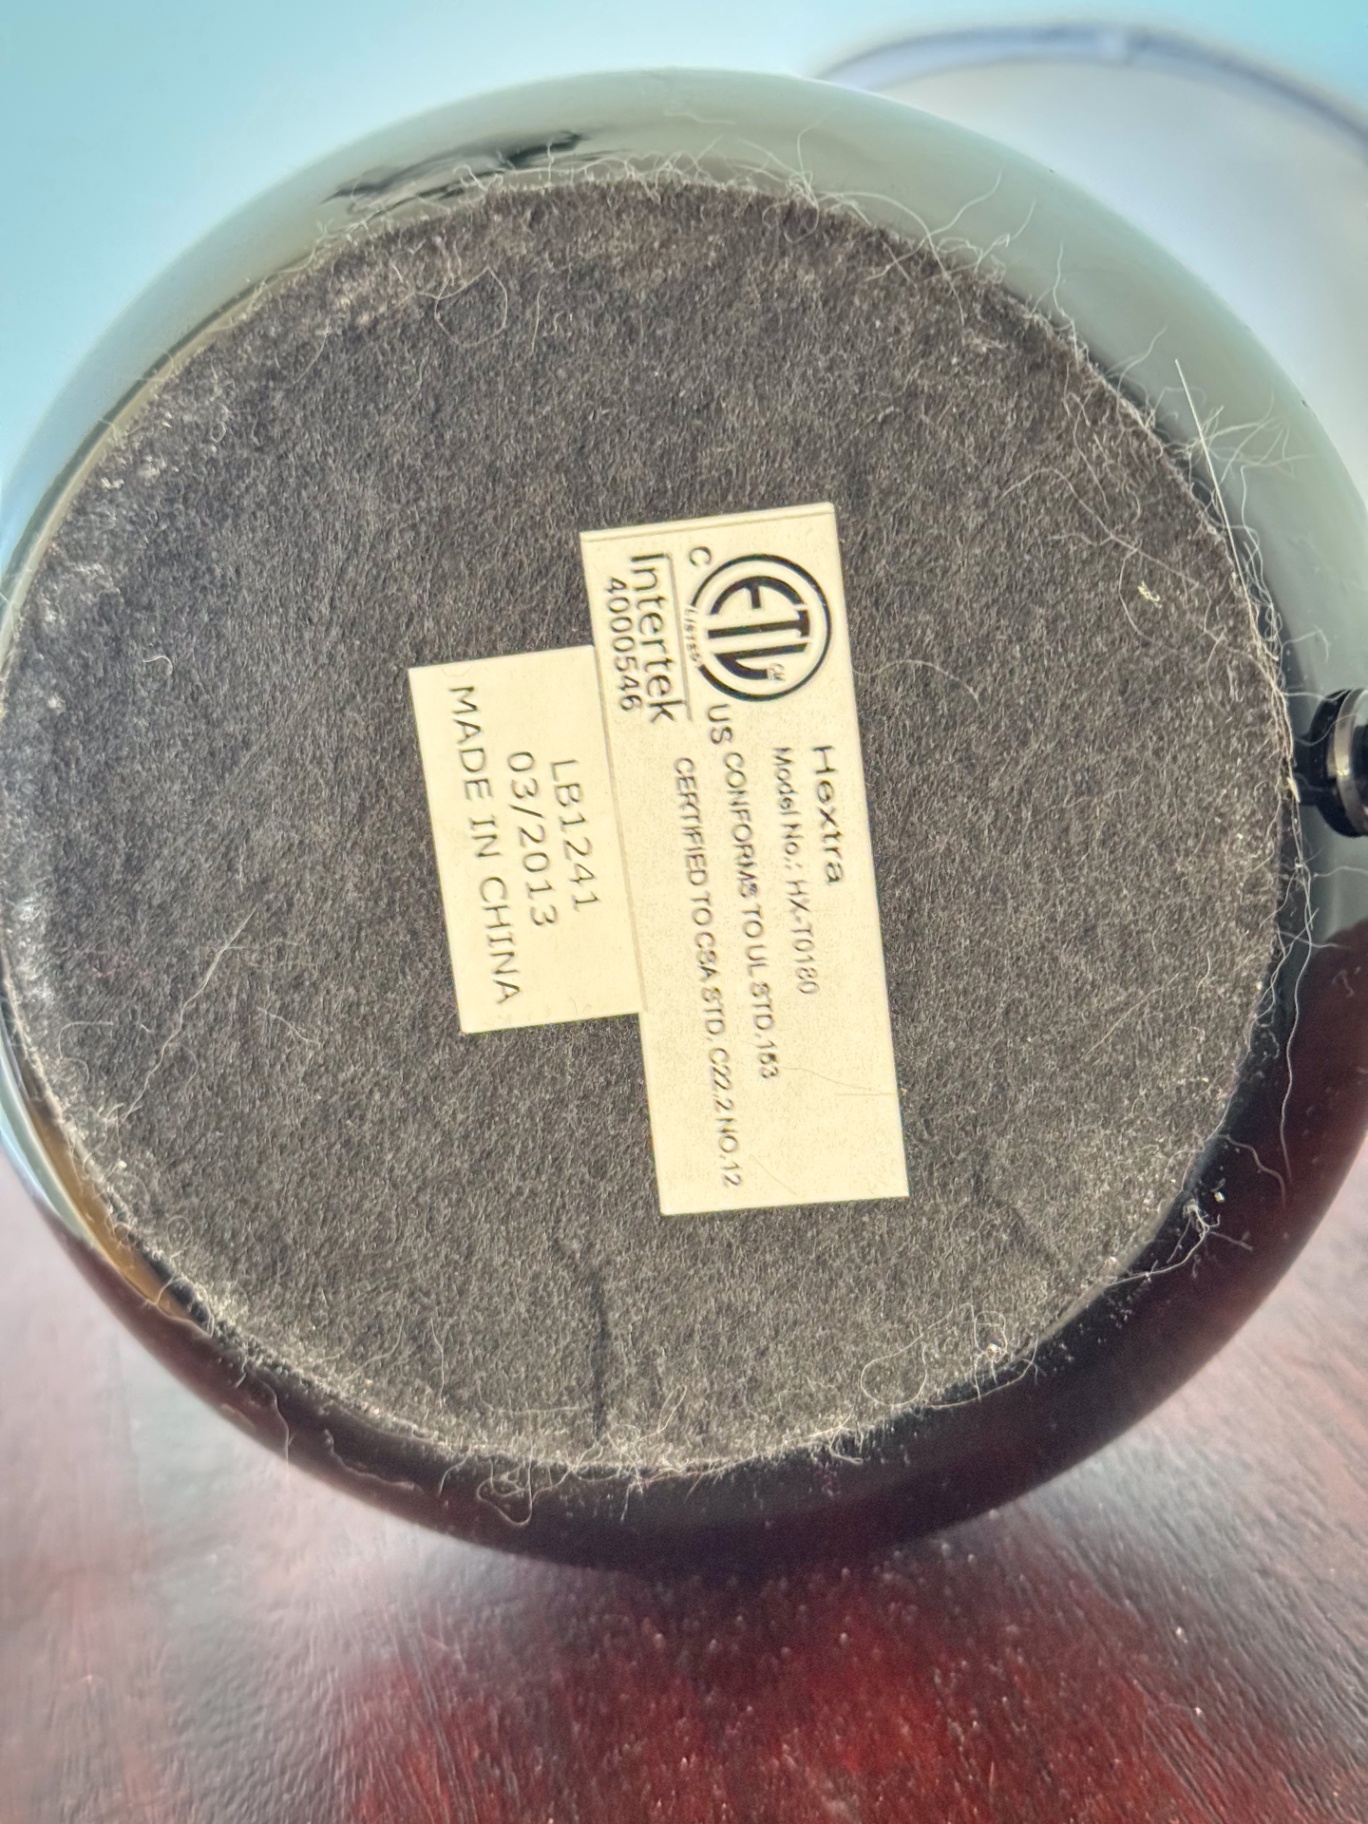 ETL
CM
LISTED
C US
Intertek
4000546
Hextra
Model No.: HX-T0180
CONFORMS TO UL STD.153
CERTIFIED TO CSA STD. C22.2 NO.12
LB1241
03/2013
MADE IN CHINA